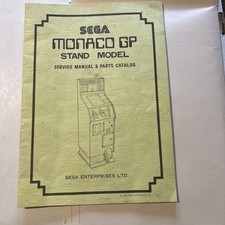 SEGA
MONACO GP
STAND MODEL
SERVICE MANUAL & PARTS CATALOG
SEGA ENTERPRISES LTD